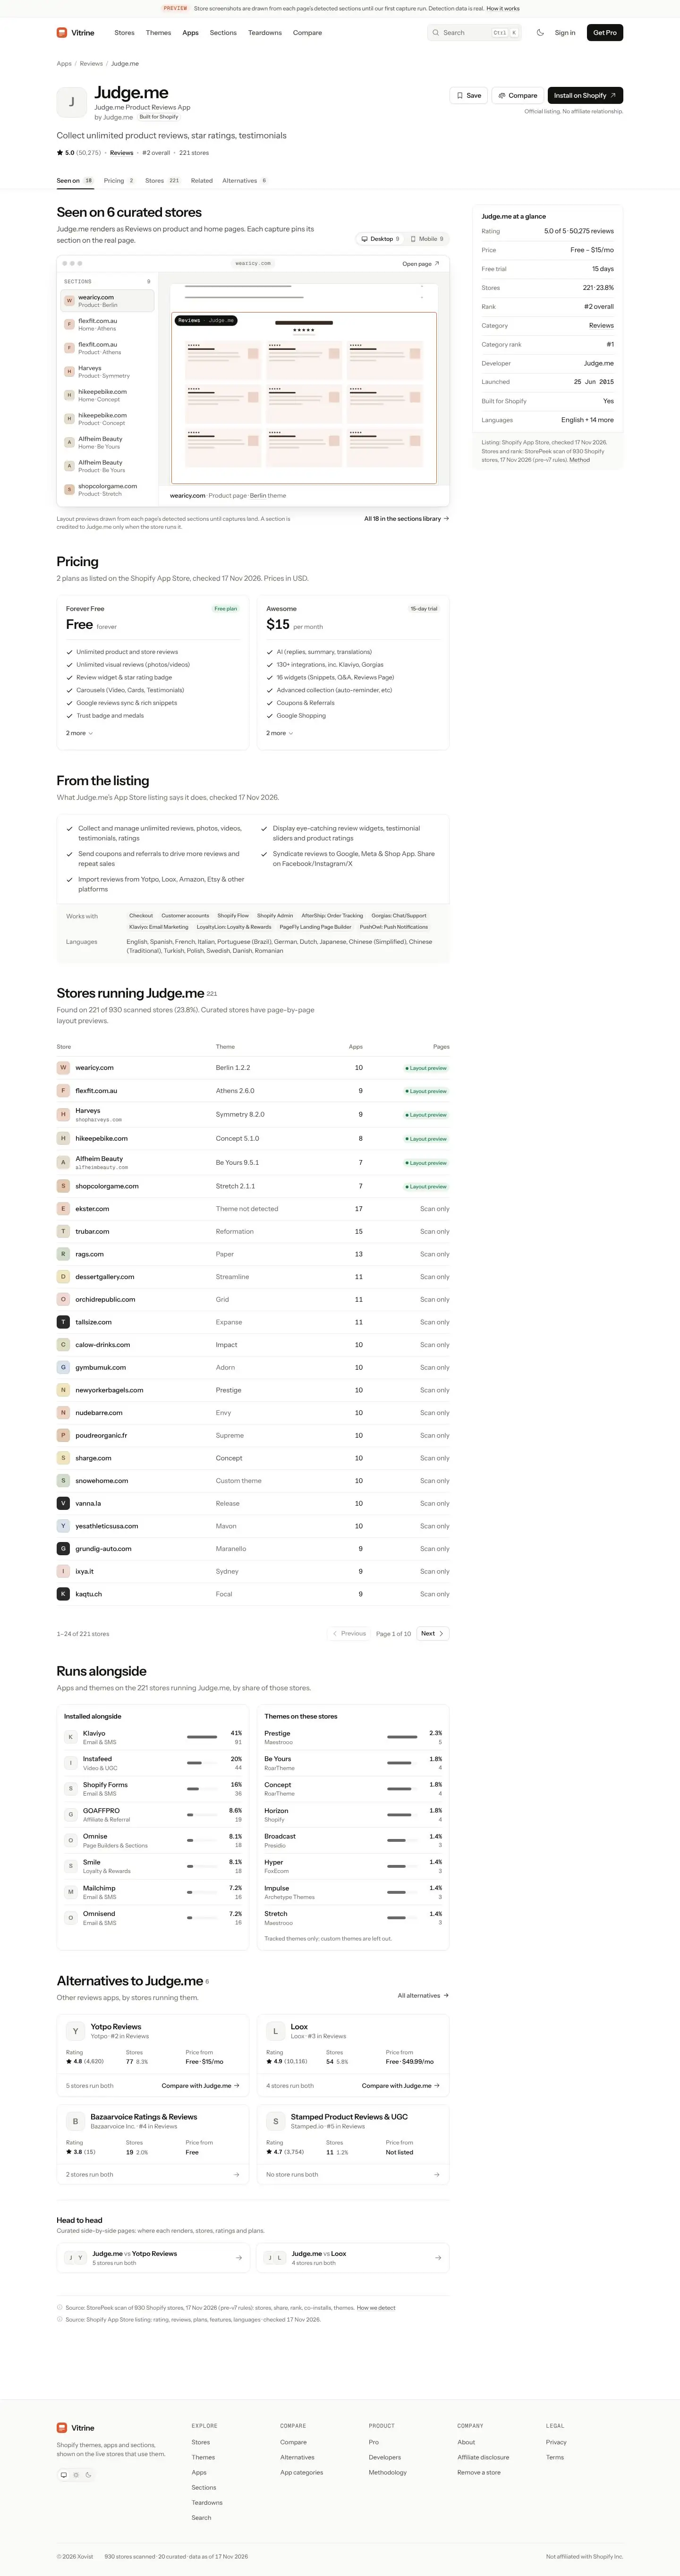 PREVIEW Store screenshots are drawn from each page's detected sections until our first capture run. Detection data is real. How it works
Vitrine Stores Themes Apps Sections Teardowns Compare Search Ctrl K Sign in Get Pro
Apps / Reviews / Judge.me
J
Judge.me
Judge.me Product Reviews App
by Judge.me Built for Shopify
Save Compare Install on Shopify
Official listing. No affiliate relationship.
Collect unlimited product reviews, star ratings, testimonials
★ 5.0 (50,275) · Reviews · #2 overall · 221 stores
Seen on 18 Pricing 2 Stores 221 Related Alternatives 6
Seen on 6 curated stores
Judge.me renders as Reviews on product and home pages. Each capture pins its
section on the real page.
Desktop 9 Mobile 9
wearicy.com Open page
SECTIONS 9
W wearicy.com
Product · Berlin
F flexfit.com.au
Home · Athens
F flexfit.com.au
Product · Athens
H Harveys
Product · Symmetry
H hikeepebike.com
Home · Concept
H hikeepebike.com
Product · Concept
A Alfheim Beauty
Home · Be Yours
A Alfheim Beauty
Product · Be Yours
S shopcolorgame.com
Product · Stretch
Reviews · Judge.me
wearicy.com · Product page · Berlin theme
Layout previews drawn from each page's detected sections until captures land. A section is
credited to Judge.me only when the store runs it.
All 18 in the sections library →
Judge.me at a glance
Rating 5.0 of 5 · 50,275 reviews
Price Free – $15/mo
Free trial 15 days
Stores 221 · 23.8%
Rank #2 overall
Category Reviews
Category rank #1
Developer Judge.me
Launched 25 Jun 2015
Built for Shopify Yes
Languages English + 14 more
Listing: Shopify App Store, checked 17 Nov 2026.
Stores and rank: StorePeek scan of 930 Shopify
stores, 17 Nov 2026 (pre-v7 rules). Method
Pricing
2 plans as listed on the Shopify App Store, checked 17 Nov 2026. Prices in USD.
Forever Free Free plan
Free forever
Unlimited product and store reviews
Unlimited visual reviews (photos/videos)
Review widget & star rating badge
Carousels (Video, Cards, Testimonials)
Google reviews sync & rich snippets
Trust badge and medals
2 more
Awesome 15-day trial
$15 per month
AI (replies, summary, translations)
130+ integrations, inc. Klaviyo, Gorgias
16 widgets (Snippets, Q&A, Reviews Page)
Advanced collection (auto-reminder, etc)
Coupons & Referrals
Google Shopping
2 more
From the listing
What Judge.me's App Store listing says it does, checked 17 Nov 2026.
Collect and manage unlimited reviews, photos, videos,
testimonials, ratings
Display eye-catching review widgets, testimonial
sliders and product ratings
Send coupons and referrals to drive more reviews and
repeat sales
Syndicate reviews to Google, Meta & Shop App. Share
on Facebook/Instagram/X
Import reviews from Yotpo, Loox, Amazon, Etsy & other
platforms
Works with Checkout Customer accounts Shopify Flow Shopify Admin AfterShip: Order Tracking Gorgias: Chat/Support
Klaviyo: Email Marketing LoyaltyLion: Loyalty & Rewards PageFly Landing Page Builder PushOwl: Push Notifications
Languages English, Spanish, French, Italian, Portuguese (Brazil), German, Dutch, Japanese, Chinese (Simplified), Chinese
(Traditional), Turkish, Polish, Swedish, Danish, Romanian
Stores running Judge.me 221
Found on 221 of 930 scanned stores (23.8%). Curated stores have page-by-page
layout previews.
Store Theme Apps Pages
W wearicy.com Berlin 1.2.2 10 Layout preview
F flexfit.com.au Athens 2.6.0 9 Layout preview
H Harveys Symmetry 8.2.0 9 Layout preview
shopharveys.com
H hikeepebike.com Concept 5.1.0 8 Layout preview
A Alfheim Beauty Be Yours 9.5.1 7 Layout preview
alfheimbeauty.com
S shopcolorgame.com Stretch 2.1.1 7 Layout preview
E ekster.com Theme not detected 17 Scan only
T trubar.com Reformation 15 Scan only
R rags.com Paper 13 Scan only
D dessertgallery.com Streamline 11 Scan only
O orchidrepublic.com Grid 11 Scan only
T tallsize.com Expanse 11 Scan only
C calow-drinks.com Impact 10 Scan only
G gymbumuk.com Adorn 10 Scan only
N newyorkerbagels.com Prestige 10 Scan only
N nudebarre.com Envy 10 Scan only
P poudreorganic.fr Supreme 10 Scan only
S sharge.com Concept 10 Scan only
S snowehome.com Custom theme 10 Scan only
V vanna.la Release 10 Scan only
Y yesathleticsusa.com Mavon 10 Scan only
G grundig-auto.com Maranello 9 Scan only
I ixya.it Sydney 9 Scan only
K kaqtu.ch Focal 9 Scan only
1–24 of 221 stores Previous Page 1 of 10 Next
Runs alongside
Apps and themes on the 221 stores running Judge.me, by share of those stores.
Installed alongside
K Klaviyo 41%
Email & SMS 91
I Instafeed 20%
Video & UGC 44
S Shopify Forms 16%
Email & SMS 36
G GOAFFPRO 8.6%
Affiliate & Referral 19
O Omnise 8.1%
Page Builders & Sections 18
S Smile 8.1%
Loyalty & Rewards 18
M Mailchimp 7.2%
Email & SMS 16
O Omnisend 7.2%
Email & SMS 16
Themes on these stores
Prestige 2.3%
Maestrooo 5
Be Yours 1.8%
RoarTheme 4
Concept 1.8%
RoarTheme 4
Horizon 1.8%
Shopify 4
Broadcast 1.4%
Presidio 3
Hyper 1.4%
FoxEcom 3
Impulse 1.4%
Archetype Themes 3
Stretch 1.4%
Maestrooo 3
Tracked themes only; custom themes are left out.
Alternatives to Judge.me 6
Other reviews apps, by stores running them.
All alternatives →
Y Yotpo Reviews
Yotpo · #2 in Reviews
Rating Stores Price from
★ 4.8 (4,620) 77 8.3% Free · $15/mo
5 stores run both Compare with Judge.me →
L Loox
Loox · #3 in Reviews
Rating Stores Price from
★ 4.9 (10,116) 54 5.8% Free · $49.99/mo
4 stores run both Compare with Judge.me →
B Bazaarvoice Ratings & Reviews
Bazaarvoice Inc. · #4 in Reviews
Rating Stores Price from
★ 3.8 (15) 19 2.0% Free
2 stores run both →
S Stamped Product Reviews & UGC
Stamped.io · #5 in Reviews
Rating Stores Price from
★ 4.7 (3,754) 11 1.2% Not listed
No store runs both →
Head to head
Curated side-by-side pages: where each renders, stores, ratings and plans.
J Y Judge.me vs Yotpo Reviews →
5 stores run both
J L Judge.me vs Loox →
4 stores run both
Source: StorePeek scan of 930 Shopify stores, 17 Nov 2026 (pre-v7 rules): stores, share, rank, co-installs, themes. How we detect
Source: Shopify App Store listing: rating, reviews, plans, features, languages · checked 17 Nov 2026.
Vitrine
Shopify themes, apps and sections,
shown on the live stores that use them.
EXPLORE
Stores
Themes
Apps
Sections
Teardowns
Search
COMPARE
Compare
Alternatives
App categories
PRODUCT
Pro
Developers
Methodology
COMPANY
About
Affiliate disclosure
Remove a store
LEGAL
Privacy
Terms
© 2026 Xovist 930 stores scanned · 20 curated · data as of 17 Nov 2026 Not affiliated with Shopify Inc.